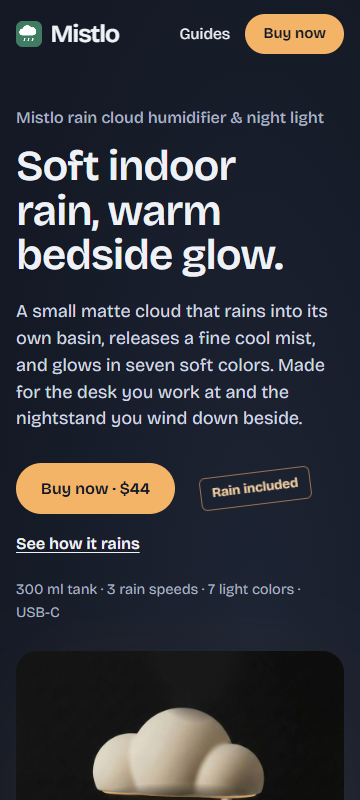 Mistlo
Guides
Buy now
Mistlo rain cloud humidifier & night light
Soft indoor
rain, warm
bedside glow.
A small matte cloud that rains into its
own basin, releases a fine cool mist,
and glows in seven soft colors. Made
for the desk you work at and the
nightstand you wind down beside.
Buy now · $44
Rain included
See how it rains
300 ml tank · 3 rain speeds · 7 light colors ·
USB-C